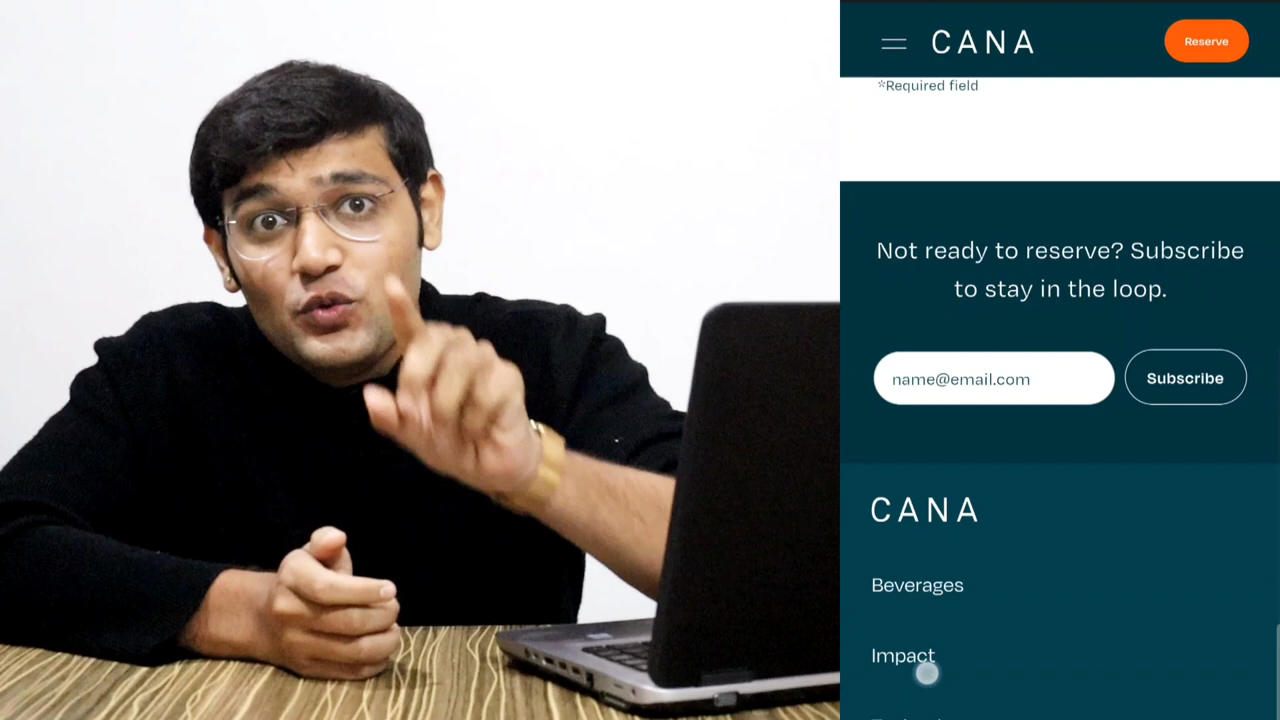 CANA
Reserve
*Required field
Not ready to reserve? Subscribe
to stay in the loop.
name@email.com
Subscribe
CANA
Beverages
Impact